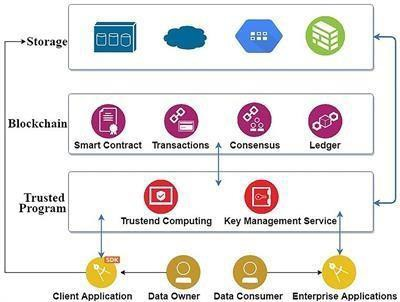 Storage
Blockchain
Smart Contract Transactions Consensus Ledger
Trusted
Program
Trustend Computing Key Management Service
SDK
Client Application Data Owner Data Consumer Enterprise Applications